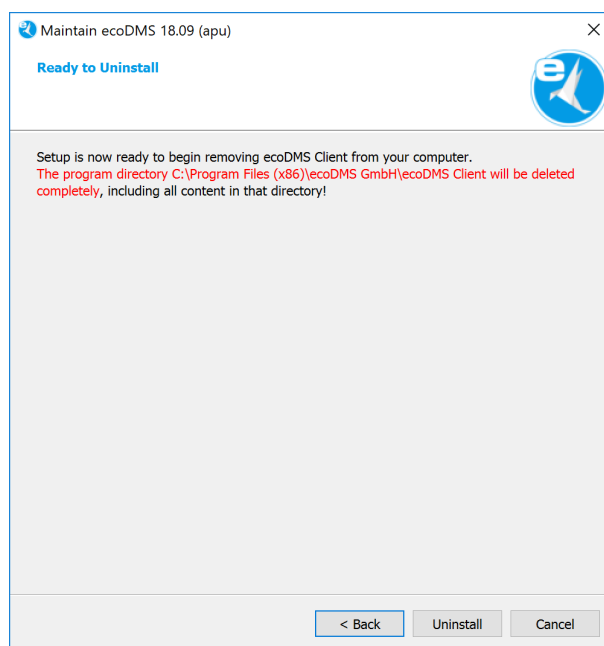 Maintain ecoDMS 18.09 (apu)
Ready to Uninstall
e
Setup is now ready to begin removing ecoDMS Client from your computer.
The program directory C:\Program Files (x86)\ecoDMS GmbH\ecoDMS Client will be deleted
completely, including all content in that directory!
< Back Uninstall Cancel